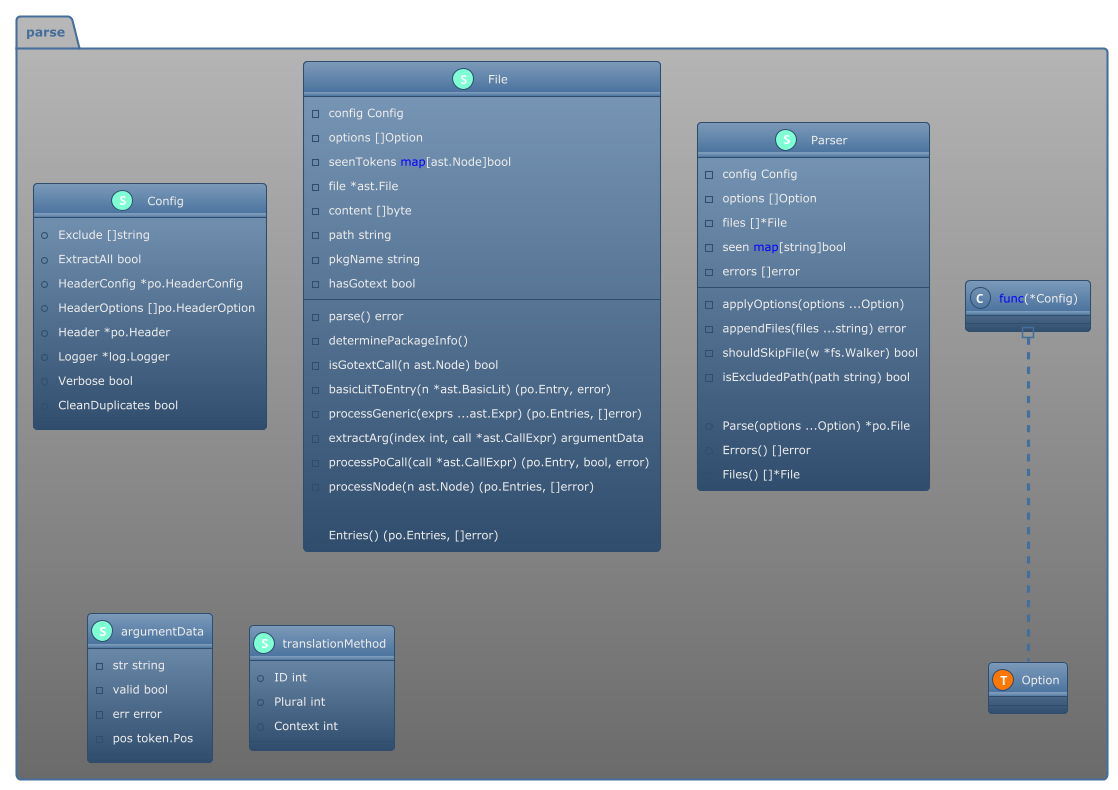 parse
S Config
Exclude []string
ExtractAll bool
HeaderConfig *po.HeaderConfig
HeaderOptions []po.HeaderOption
Header *po.Header
Logger *log.Logger
Verbose bool
CleanDuplicates bool
S File
config Config
options []Option
seenTokens map[ast.Node]bool
file *ast.File
content []byte
path string
pkgName string
hasGotext bool
parse() error
determinePackageInfo()
isGotextCall(n ast.Node) bool
basicLitToEntry(n *ast.BasicLit) (po.Entry, error)
processGeneric(exprs ...ast.Expr) (po.Entries, []error)
extractArg(index int, call *ast.CallExpr) argumentData
processPoCall(call *ast.CallExpr) (po.Entry, bool, error)
processNode(n ast.Node) (po.Entries, []error)
Entries() (po.Entries, []error)
S Parser
config Config
options []Option
files []*File
seen map[string]bool
errors []error
applyOptions(options ...Option)
appendFiles(files ...string) error
shouldSkipFile(w *fs.Walker) bool
isExcludedPath(path string) bool
Parse(options ...Option) *po.File
Errors() []error
Files() []*File
C func(*Config)
S argumentData
str string
valid bool
err error
pos token.Pos
S translationMethod
ID int
Plural int
Context int
T Option